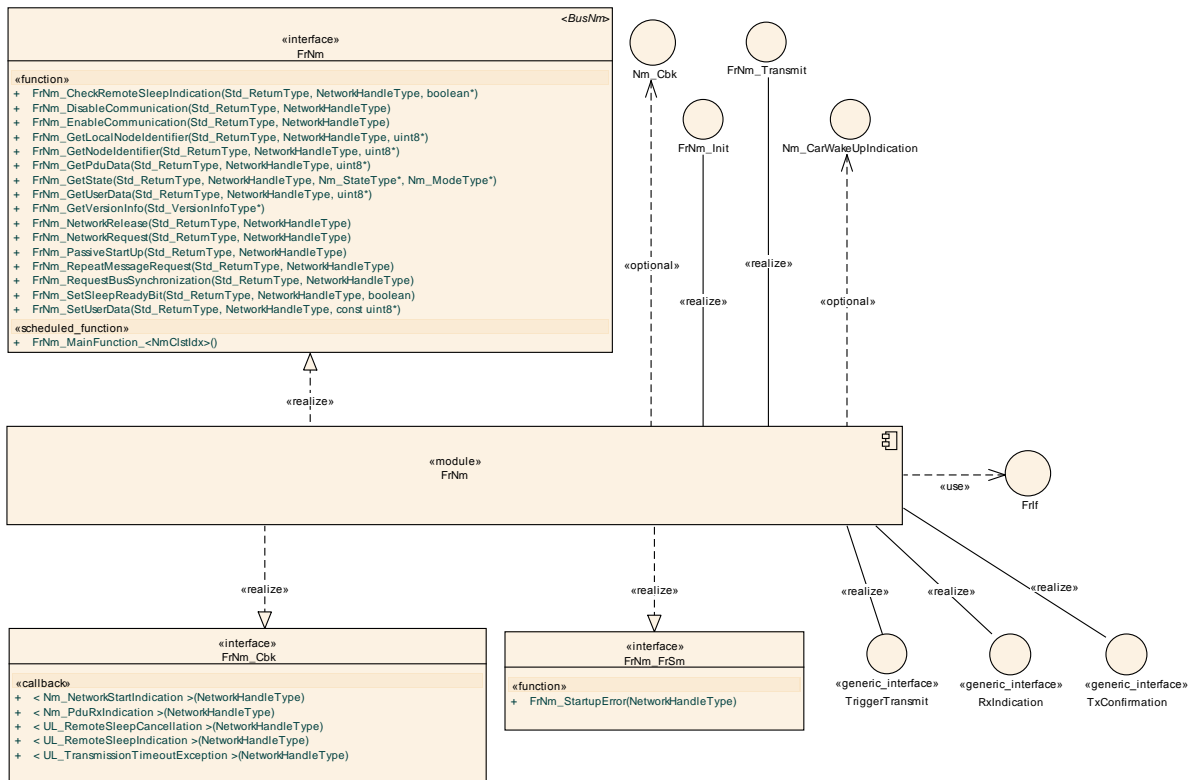 <BusNm>
«interface»
FrNm
«function»
+ FrNm_CheckRemoteSleepIndication(Std_ReturnType, NetworkHandleType, boolean*)
+ FrNm_DisableCommunication(Std_ReturnType, NetworkHandleType)
+ FrNm_EnableCommunication(Std_ReturnType, NetworkHandleType)
+ FrNm_GetLocalNodeIdentifier(Std_ReturnType, NetworkHandleType, uint8*)
+ FrNm_GetNodeIdentifier(Std_ReturnType, NetworkHandleType, uint8*)
+ FrNm_GetPduData(Std_ReturnType, NetworkHandleType, uint8*)
+ FrNm_GetState(Std_ReturnType, NetworkHandleType, Nm_StateType*, Nm_ModeType*)
+ FrNm_GetUserData(Std_ReturnType, NetworkHandleType, uint8*)
+ FrNm_GetVersionInfo(Std_VersionInfoType*)
+ FrNm_NetworkRelease(Std_ReturnType, NetworkHandleType)
+ FrNm_NetworkRequest(Std_ReturnType, NetworkHandleType)
+ FrNm_PassiveStartUp(Std_ReturnType, NetworkHandleType)
+ FrNm_RepeatMessageRequest(Std_ReturnType, NetworkHandleType)
+ FrNm_RequestBusSynchronization(Std_ReturnType, NetworkHandleType)
+ FrNm_SetSleepReadyBit(Std_ReturnType, NetworkHandleType, boolean)
+ FrNm_SetUserData(Std_ReturnType, NetworkHandleType, const uint8*)
«scheduled_function»
+ FrNm_MainFunction_<NmClstIdx>()
Nm_Cbk
FrNm_Transmit
FrNm_Init
Nm_CarWakeUpIndication
«optional»
«realize»
«realize»
«optional»
«realize»
«module»
FrNm
«use»
FrIf
«realize»
«realize»
«realize»
«realize»
«realize»
«interface»
FrNm_Cbk
«callback»
+ < Nm_NetworkStartIndication >(NetworkHandleType)
+ < Nm_PduRxIndication >(NetworkHandleType)
+ < UL_RemoteSleepCancellation >(NetworkHandleType)
+ < UL_RemoteSleepIndication >(NetworkHandleType)
+ < UL_TransmissionTimeoutException >(NetworkHandleType)
«interface»
FrNm_FrSm
«function»
+ FrNm_StartupError(NetworkHandleType)
«generic_interface»
TriggerTransmit
«generic_interface»
RxIndication
«generic_interface»
TxConfirmation